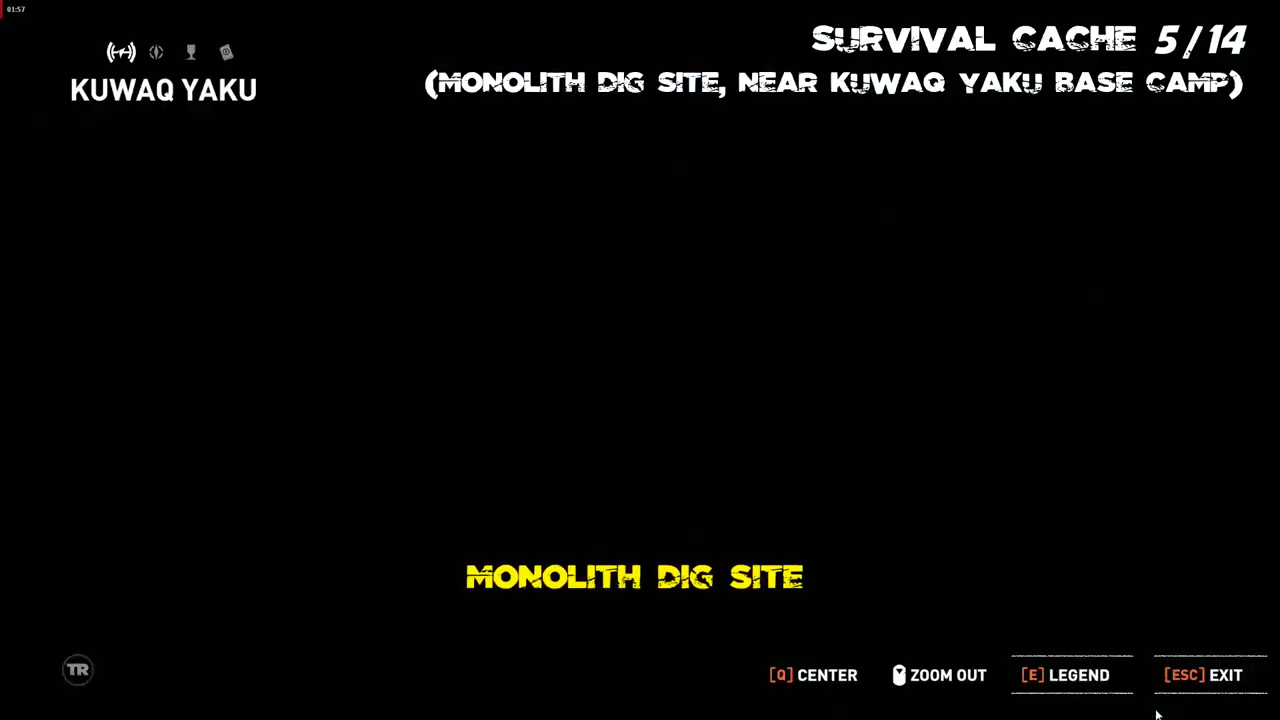 01:57
SURVIVAL CACHE 5/14
KUWAQ YAKU
(MONOLITH DIG SITE, NEAR KUWAQ YAKU BASE CAMP)
MONOLITH DIG SITE
TR
[Q] CENTER
ZOOM OUT
[E] LEGEND
[ESC] EXIT